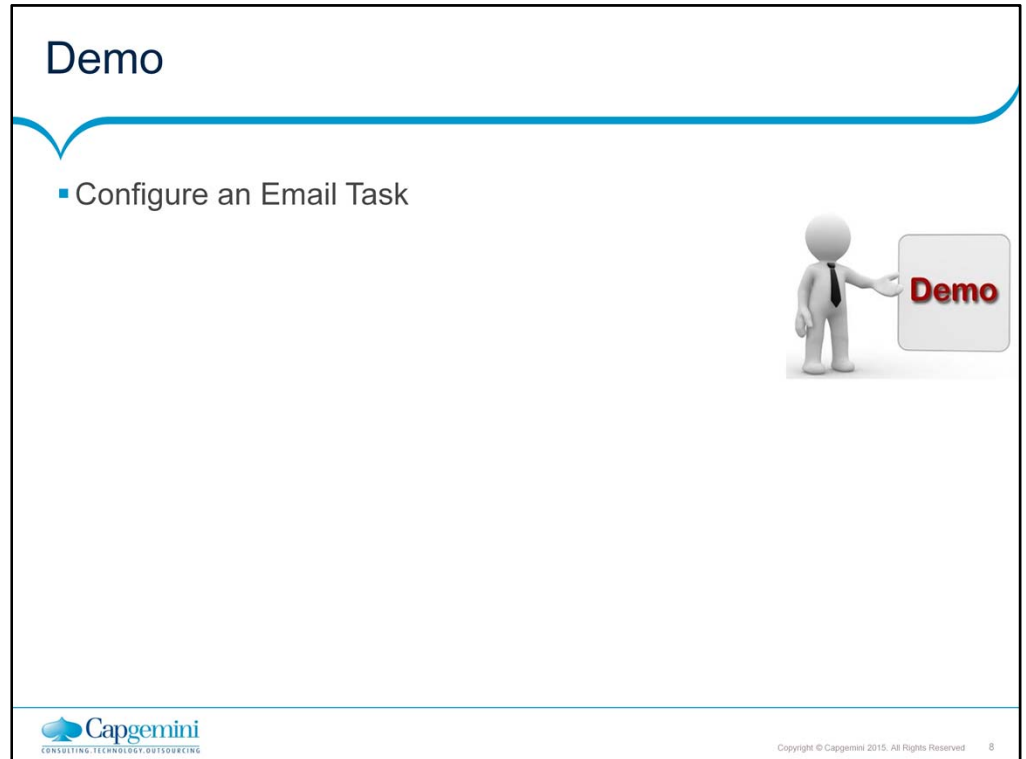 Demo
▪ Configure an Email Task
Demo
Capgemini
CONSULTING.TECHNOLOGY.OUTSOURCING
Copyright © Capgemini 2015. All Rights Reserved 8